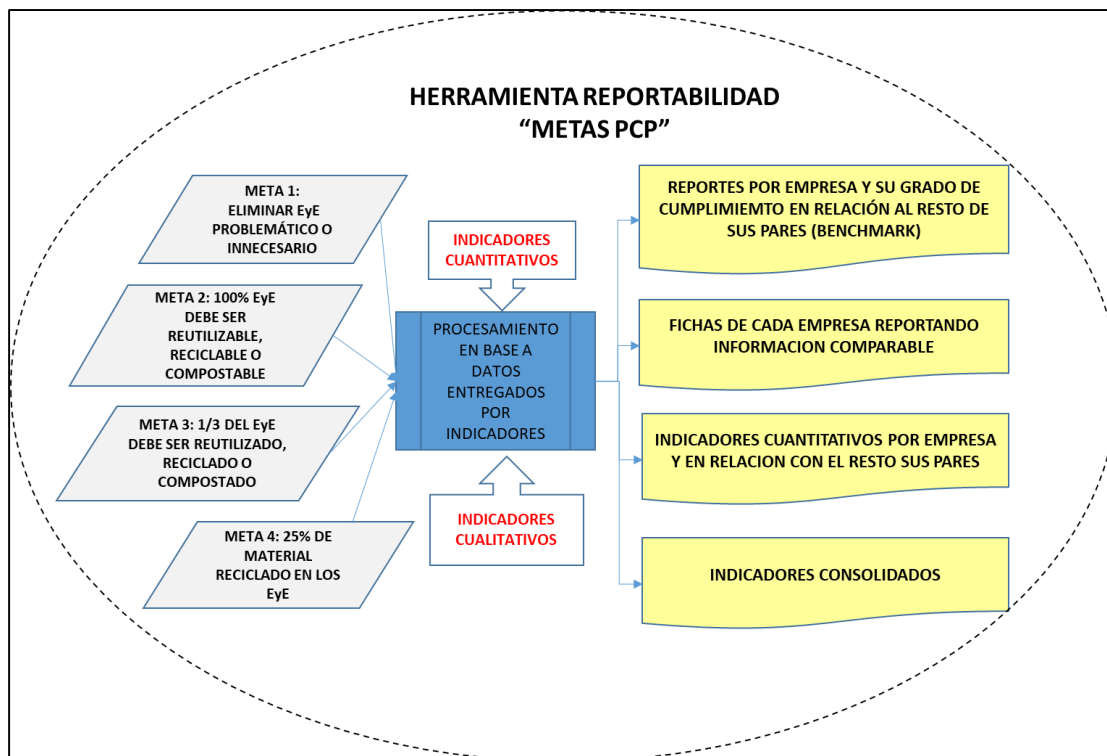 HERRAMIENTA REPORTABILIDAD
“METAS PCP”
META 1:
ELIMINAR EyE
PROBLEMÁTICO O
INNECESARIO
META 2: 100% EyE
DEBE SER
REUTILIZABLE,
RECICLABLE O
COMPOSTABLE
META 3: 1/3 DEL EyE
DEBE SER REUTILIZADO,
RECICLADO O
COMPOSTADO
META 4: 25% DE
MATERIAL
RECICLADO EN LOS
EyE
INDICADORES
CUANTITATIVOS
PROCESAMIENTO
EN BASE A
DATOS
ENTREGADOS
POR
INDICADORES
INDICADORES
CUALITATIVOS
REPORTES POR EMPRESA Y SU GRADO DE
CUMPLIMIEMTO EN RELACIÓN AL RESTO DE
SUS PARES (BENCHMARK)
FICHAS DE CADA EMPRESA REPORTANDO
INFORMACION COMPARABLE
INDICADORES CUANTITATIVOS POR EMPRESA
Y EN RELACION CON EL RESTO SUS PARES
INDICADORES CONSOLIDADOS